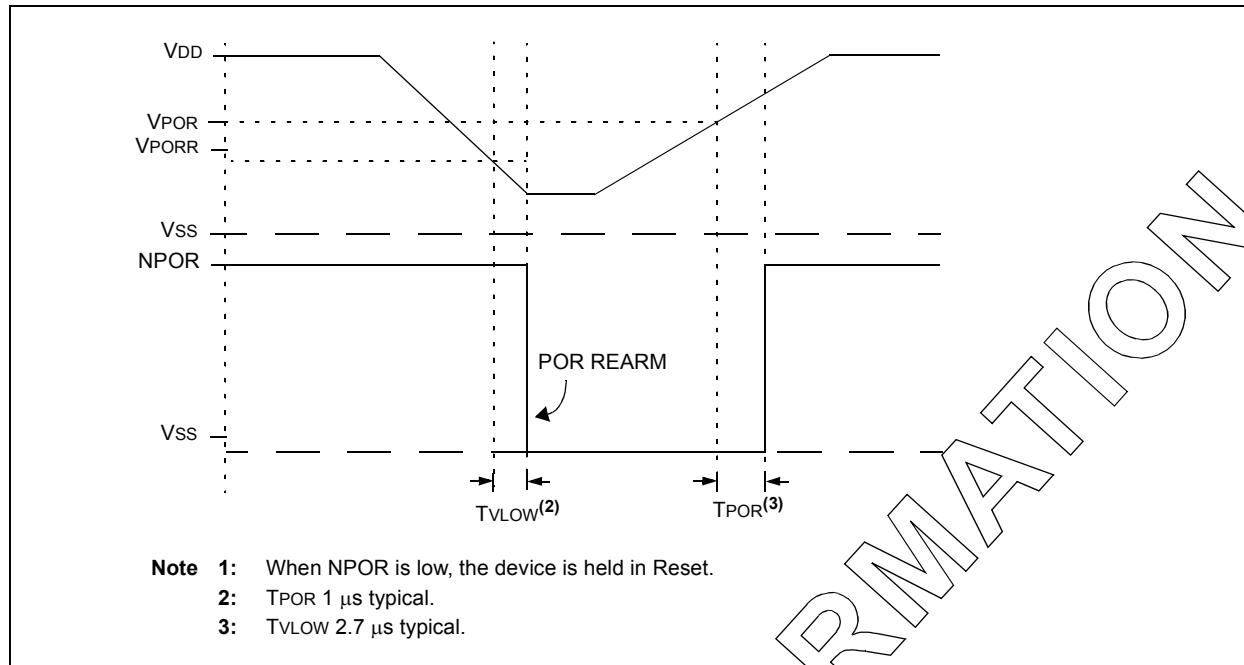 VDD
VPOR
VPORR
VSS
NPOR
POR REARM
VSS
TVLOW(2)
TPOR(3)
Note 1: When NPOR is low, the device is held in Reset.
2: TPOR 1 μs typical.
3: TVLOW 2.7 μs typical.
RMATION